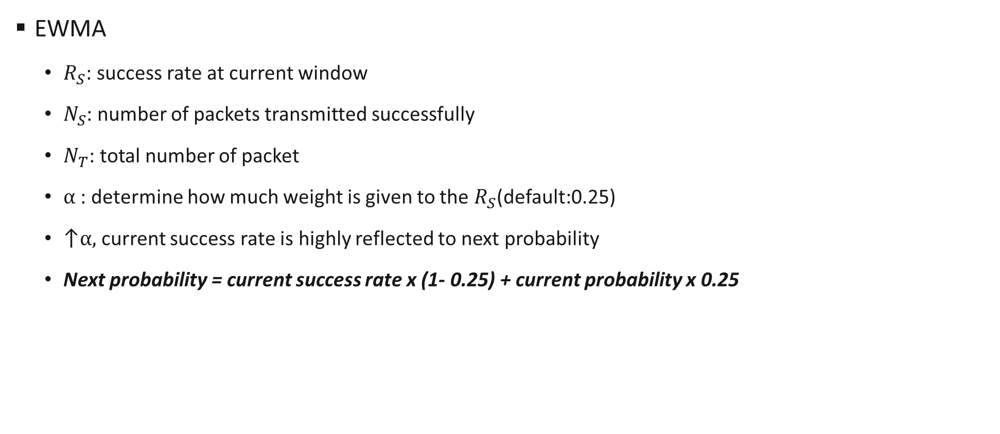 ▪ EWMA
• R_S: success rate at current window
• N_S: number of packets transmitted successfully
• N_T: total number of packet
• α : determine how much weight is given to the R_S(default:0.25)
• ↑α, current success rate is highly reflected to next probability
• Next probability = current success rate x (1- 0.25) + current probability x 0.25